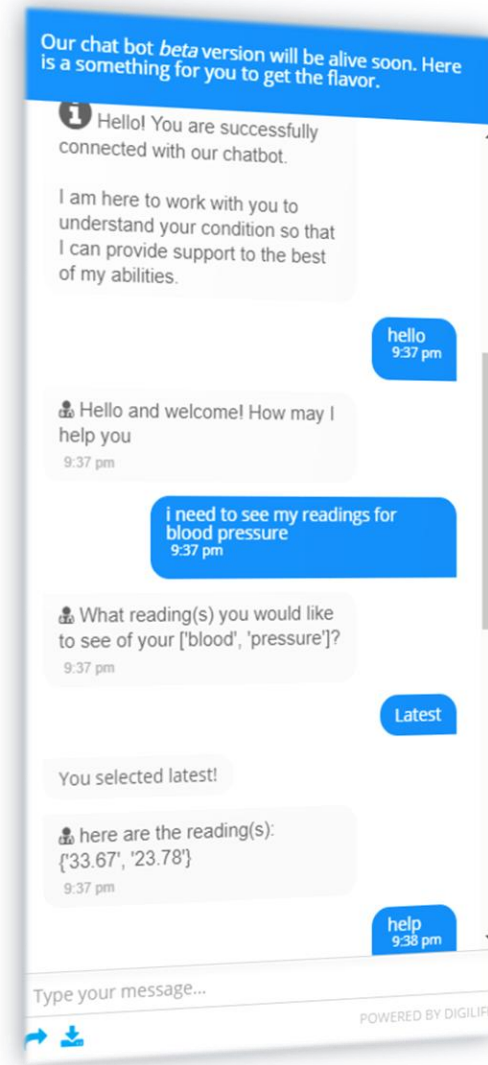 Our chat bot beta version will be alive soon. Here
is a something for you to get the flavor.
Hello! You are successfully
connected with our chatbot.
I am here to work with you to
understand your condition so that
I can provide support to the best
of my abilities.
hello
9:37 pm
Hello and welcome! How may I
help you
9:37 pm
i need to see my readings for
blood pressure
9:37 pm
What reading(s) you would like
to see of your ['blood', 'pressure']?
9:37 pm
Latest
You selected latest!
here are the reading(s):
{'33.67', '23.78'}
9:37 pm
help
9:38 pm
Type your message...
POWERED BY DIGILIF